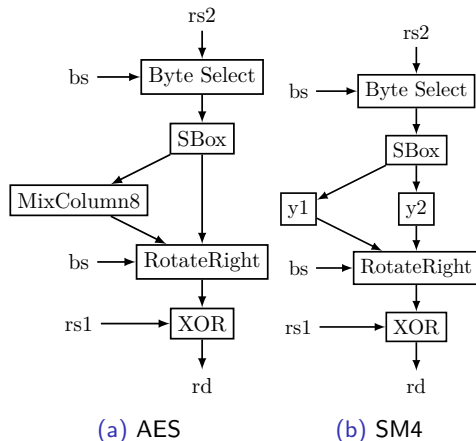 rs2
bs
Byte Select
SBox
MixColumn8
bs
RotateRight
rs1
XOR
rd
(a) AES
rs2
bs
Byte Select
SBox
y1
y2
bs
RotateRight
rs1
XOR
rd
(b) SM4